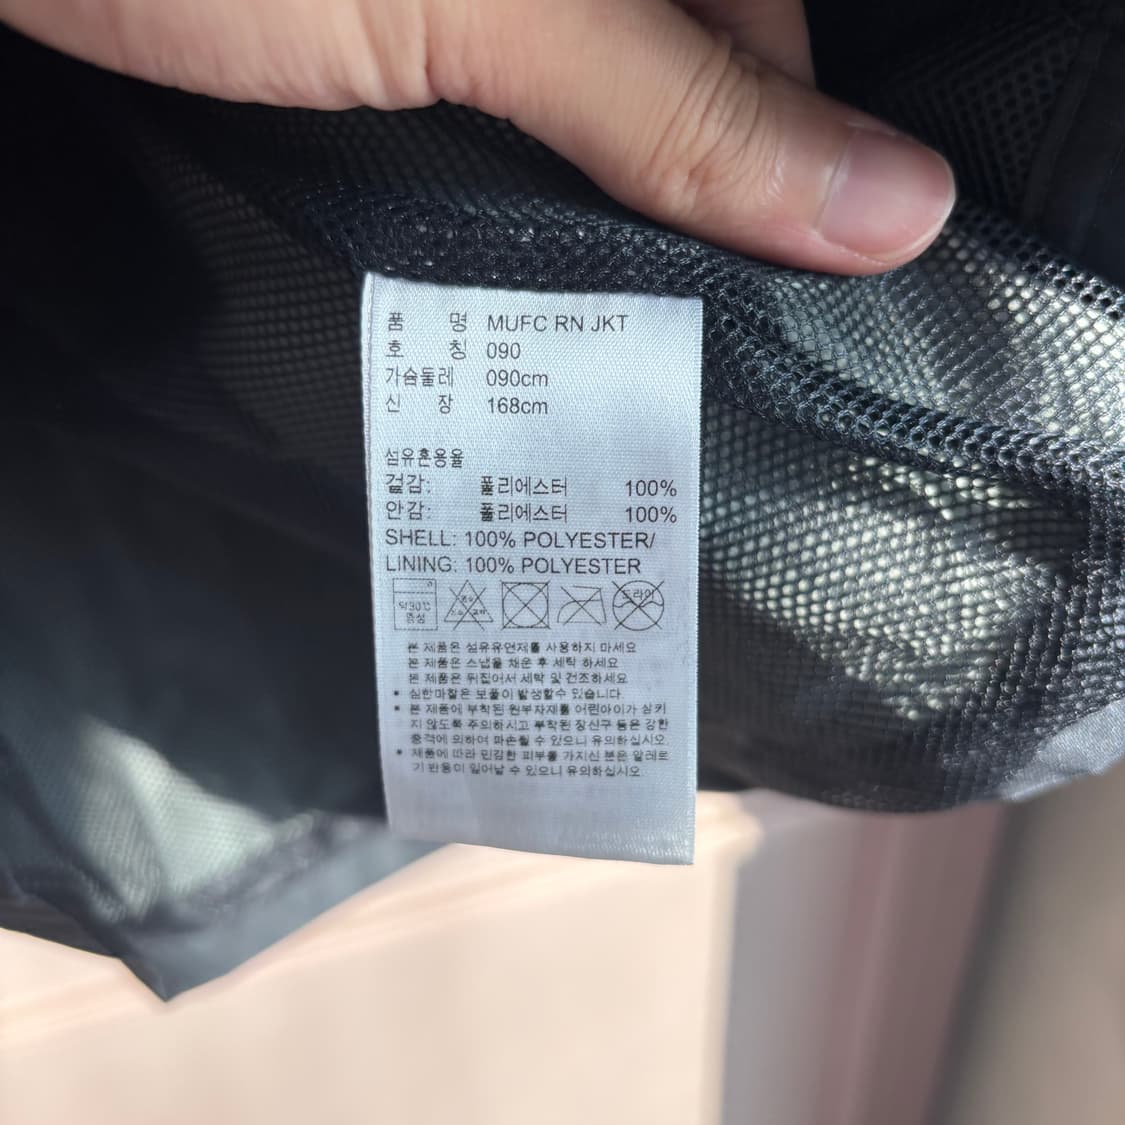 품 명 MUFC RN JKT
호 칭 090
가슴둘레 090cm
신 장 168cm
섬유혼용율
겉감: 폴리에스터 100%
안감: 폴리에스터 100%
SHELL: 100% POLYESTER/
LINING: 100% POLYESTER
약30℃ 드라이
중성
본 제품은 섬유유연제를 사용하지 마세요
본 제품은 스냅을 채운 후 세탁 하세요
본 제품은 뒤집어서 세탁 및 건조하세요
* 심한마찰은 보풀이 발생할수 있습니다
* 본 제품에 부착된 원부자재를 어린아이가 삼키
지 않도록 주의하시고 부착된 장신구 등은 강한
충격에 의하여 파손될 수 있으니 유의하십시오
* 제품에 따라 민감한 피부를 가지신 분은 알레르
기 반응이 일어날 수 있으니 유의하십시오